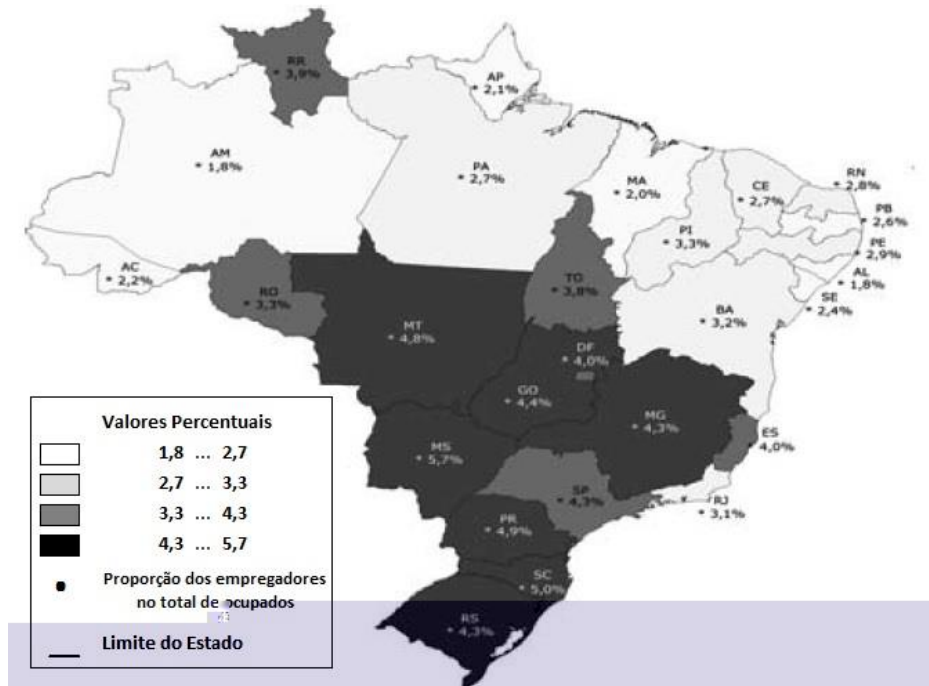 RR
3,9%
AP
2,1%
AM
1,8%
PA
2,7%
MA
2,0%
CE
2,7%
RN
2,8%
PB
2,6%
PI
3,3%
PE
2,9%
AL
1,8%
SE
2,4%
AC
2,2%
RO
3,3%
TO
3,8%
BA
3,2%
MT
4,8%
DF
4,0%
GO
4,4%
MG
4,3%
ES
4,0%
MS
5,7%
SP
4,3%
RJ
3,1%
PR
4,9%
SC
5,0%
RS
4,3%
Valores Percentuais
1,8 ... 2,7
2,7 ... 3,3
3,3 ... 4,3
4,3 ... 5,7
Proporção dos empregadores
no total de ocupados
Limite do Estado